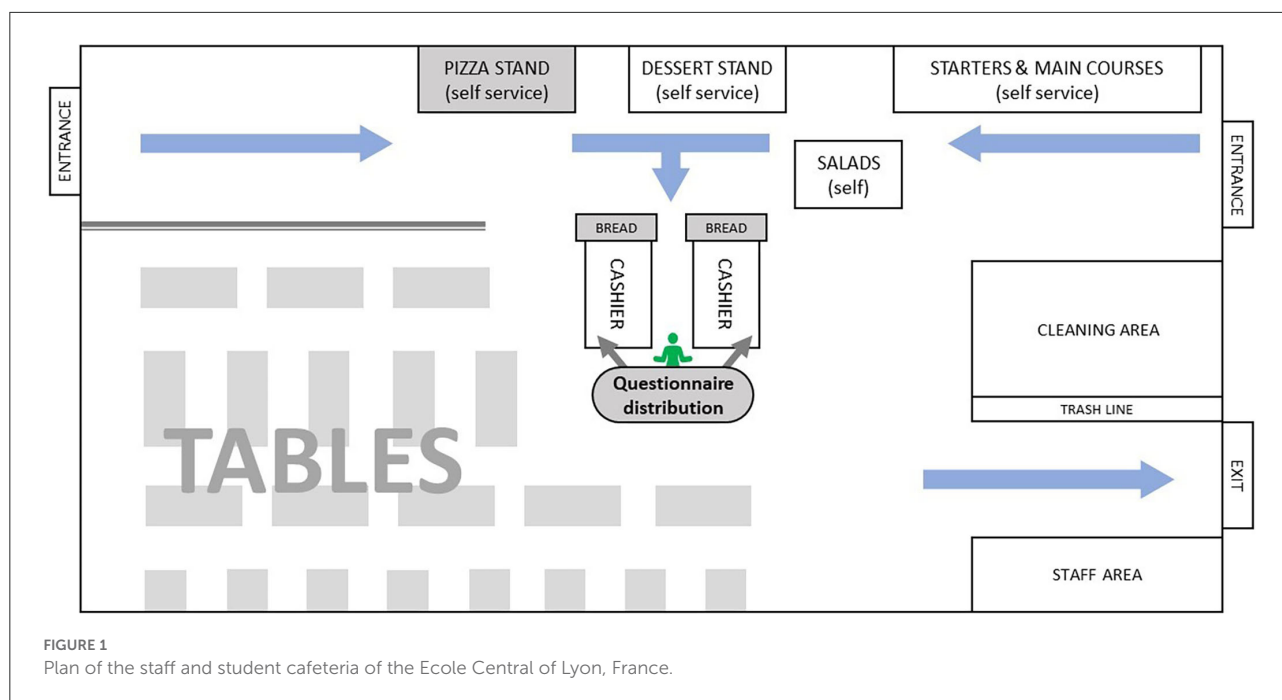 PIZZA STAND
(self service)
DESSERT STAND
(self service)
STARTERS & MAIN COURSES
(self service)
ENTRANCE
SALADS
(self)
ENTRANCE
BREAD
BREAD
CASHIER
CASHIER
CLEANING AREA
Questionnaire
distribution
TRASH LINE
TABLES
EXIT
STAFF AREA
FIGURE 1
Plan of the staff and student cafeteria of the Ecole Central of Lyon, France.